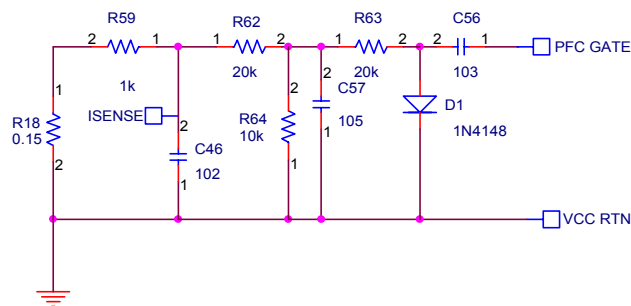 R59
2 1
1k
R62
1 2
20k
R63
1 2
20k
C56
2 1
103
PFC GATE
1
R18
0.15
2
ISENSE
2
C46
102
1
2
R64
10k
1
2
C57
105
1
D1
1N4148
VCC RTN